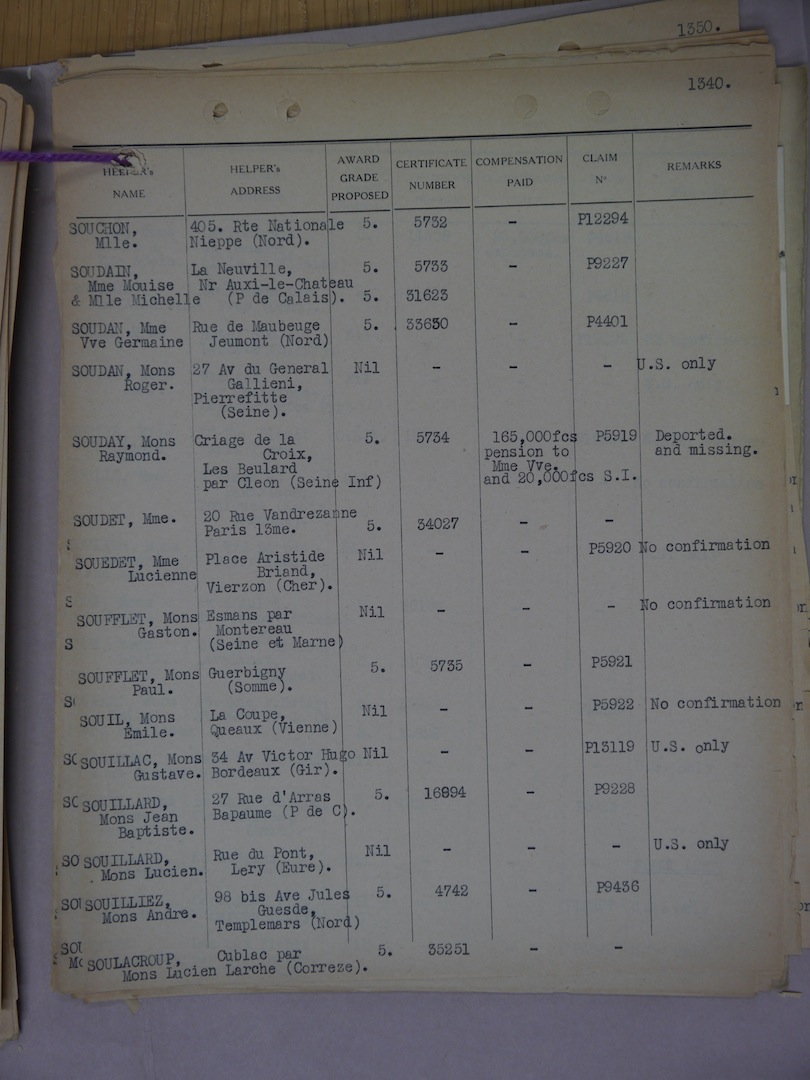 1350.
1340.
HELPER's NAME HELPER's ADDRESS AWARD GRADE PROPOSED CERTIFICATE NUMBER COMPENSATION PAID CLAIM Nº REMARKS
SOUCHON, 405. Rte Nationale 5. 5732 - P12294
Mlle. Nieppe (Nord).
SOUDAIN, La Neuville, 5. 5733 - P9227
Mme Mouise Nr Auxi-le-Chateau
& Mlle Michelle (P de Calais). 5. 31623
SOUDAN, Mme Rue de Maubeuge 5. 33630 - P4401
Vve Germaine Jeumont (Nord)
SOUDAN, Mons 27 Av du General Nil - - - U.S. only
Roger. Gallieni,
Pierrefitte
(Seine).
SOUDAY, Mons Criage de la 5. 5734 165,000fcs P5919 Deported.
Raymond. Croix, pension to and missing.
Les Beulard Mme Vve.
par Cleon (Seine Inf) and 20,000fcs S.I.
SOUDET, Mme. 20 Rue Vandrezanne
Paris 13me. 5. 34027 - -
SOUEDET, Mme Place Aristide Nil - - P5920 No confirmation
Lucienne Briand,
Vierzon (Cher).
S
SOUFFLET, Mons Esmans par Nil - - - No confirmation
Gaston. Montereau
S (Seine et Marne)
SOUFFLET, Mons Guerbigny 5. 5735 - P5921
Paul. (Somme).
SOUIL, Mons La Coupe, Nil - - P5922 No confirmation
Emile. Queaux (Vienne)
SOUILLAC, Mons 34 Av Victor Hugo Nil - - P13119 U.S. only
Gustave. Bordeaux (Gir).
SOUILLARD, 27 Rue d'Arras 5. 16894 - P9228
Mons Jean Bapaume (P de C).
Baptiste.
SO SOUILLARD, Rue du Pont, Nil - - - U.S. only
Mons Lucien. Lery (Eure).
SOUILLIEZ, 98 bis Ave Jules 5. 4742 - P9436
Mons Andre. Guesde,
Templemars (Nord)
SOU
SOULACROUP, Cublac par 5. 35251 - -
Mons Lucien Larche (Correze).